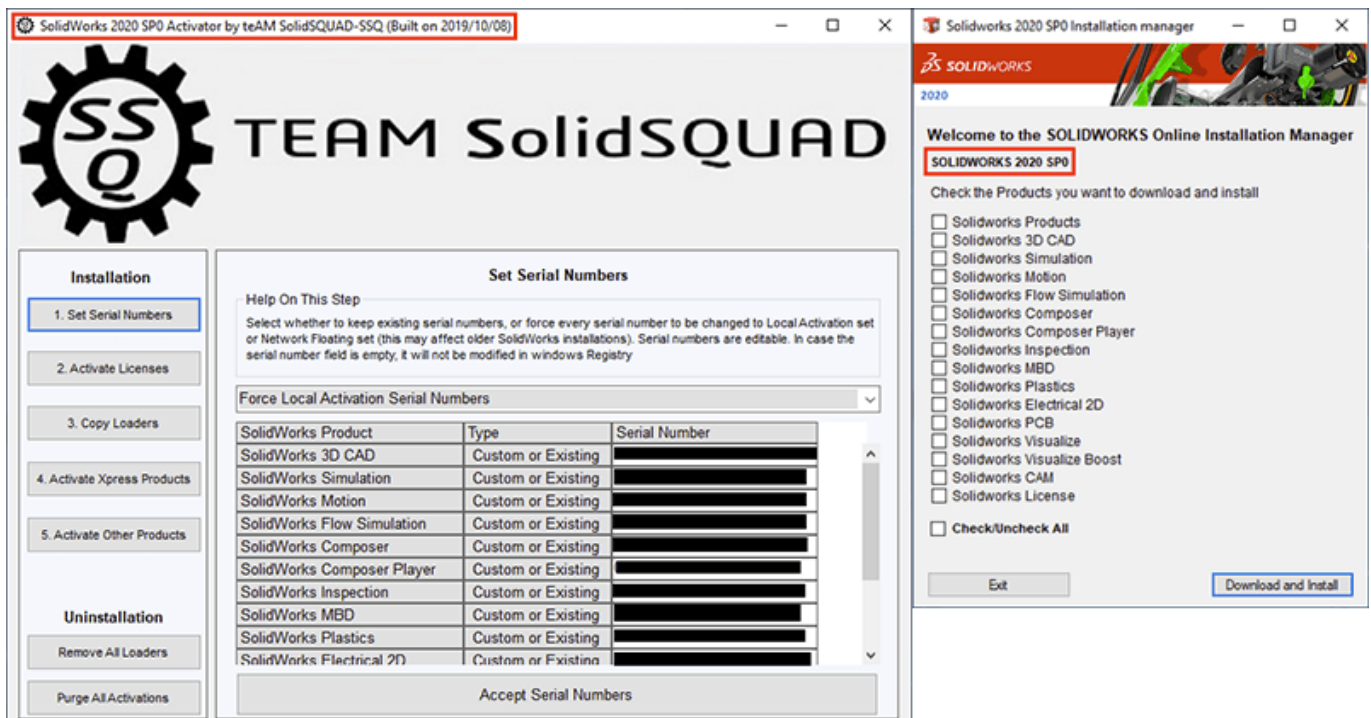 SolidWorks 2020 SP0 Activator by teAM SolidSQUAD-SSQ (Built on 2019/10/08)
SSQ
TEAM SolidSQUAD
Installation
1. Set Serial Numbers
2. Activate Licenses
3. Copy Loaders
4. Activate Xpress Products
5. Activate Other Products
Uninstallation
Remove All Loaders
Purge All Activations
Set Serial Numbers
Help On This Step
Select whether to keep existing serial numbers, or force every serial number to be changed to Local Activation set
or Network Floating set (this may affect older SolidWorks installations). Serial numbers are editable. In case the
serial number field is empty, it will not be modified in windows Registry
Force Local Activation Serial Numbers
SolidWorks Product Type Serial Number
SolidWorks 3D CAD Custom or Existing
SolidWorks Simulation Custom or Existing
SolidWorks Motion Custom or Existing
SolidWorks Flow Simulation Custom or Existing
SolidWorks Composer Custom or Existing
SolidWorks Composer Player Custom or Existing
SolidWorks Inspection Custom or Existing
SolidWorks MBD Custom or Existing
SolidWorks Plastics Custom or Existing
SolidWorks Electrical 2D Custom or Existing
Accept Serial Numbers
Solidworks 2020 SP0 Installation manager
SOLIDWORKS
2020
Welcome to the SOLIDWORKS Online Installation Manager
SOLIDWORKS 2020 SP0
Check the Products you want to download and install
Solidworks Products
Solidworks 3D CAD
Solidworks Simulation
Solidworks Motion
Solidworks Flow Simulation
Solidworks Composer
Solidworks Composer Player
Solidworks Inspection
Solidworks MBD
Solidworks Plastics
Solidworks Electrical 2D
Solidworks PCB
Solidworks Visualize
Solidworks Visualize Boost
Solidworks CAM
Solidworks License
Check/Uncheck All
Exit
Download and Install